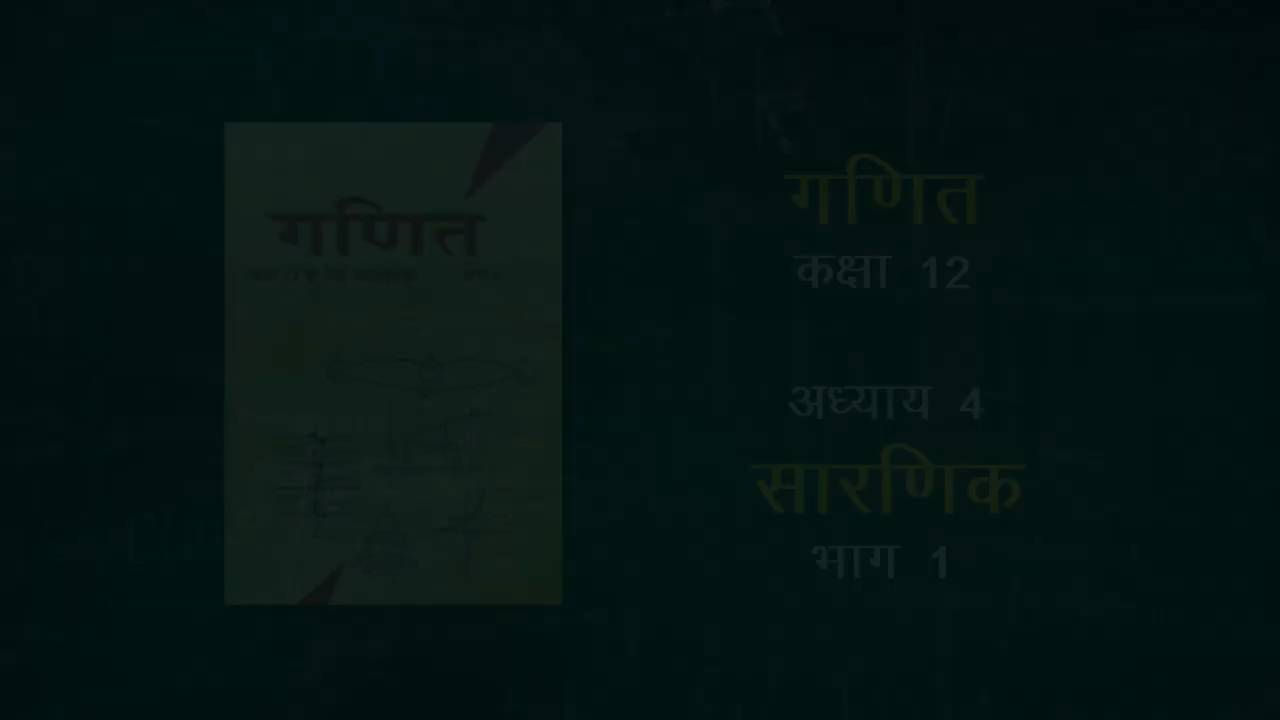 गणित
गणित
कक्षा 12
अध्याय 4
सारणिक
भाग 1